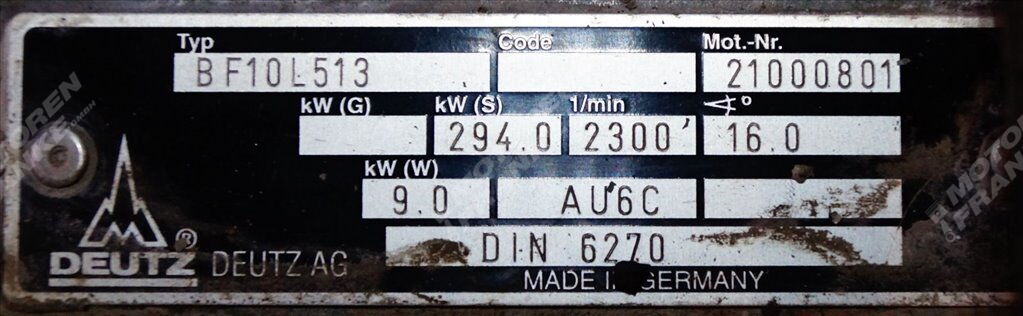 Typ Code Mot.-Nr.
BF10L513 21000801
kW (G) kW (S) 1/min ∢°
294.0 2300 16.0
kW (W)
9.0 AU6C
DEUTZ ® DEUTZ AG DIN 6270
MADE IN GERMANY